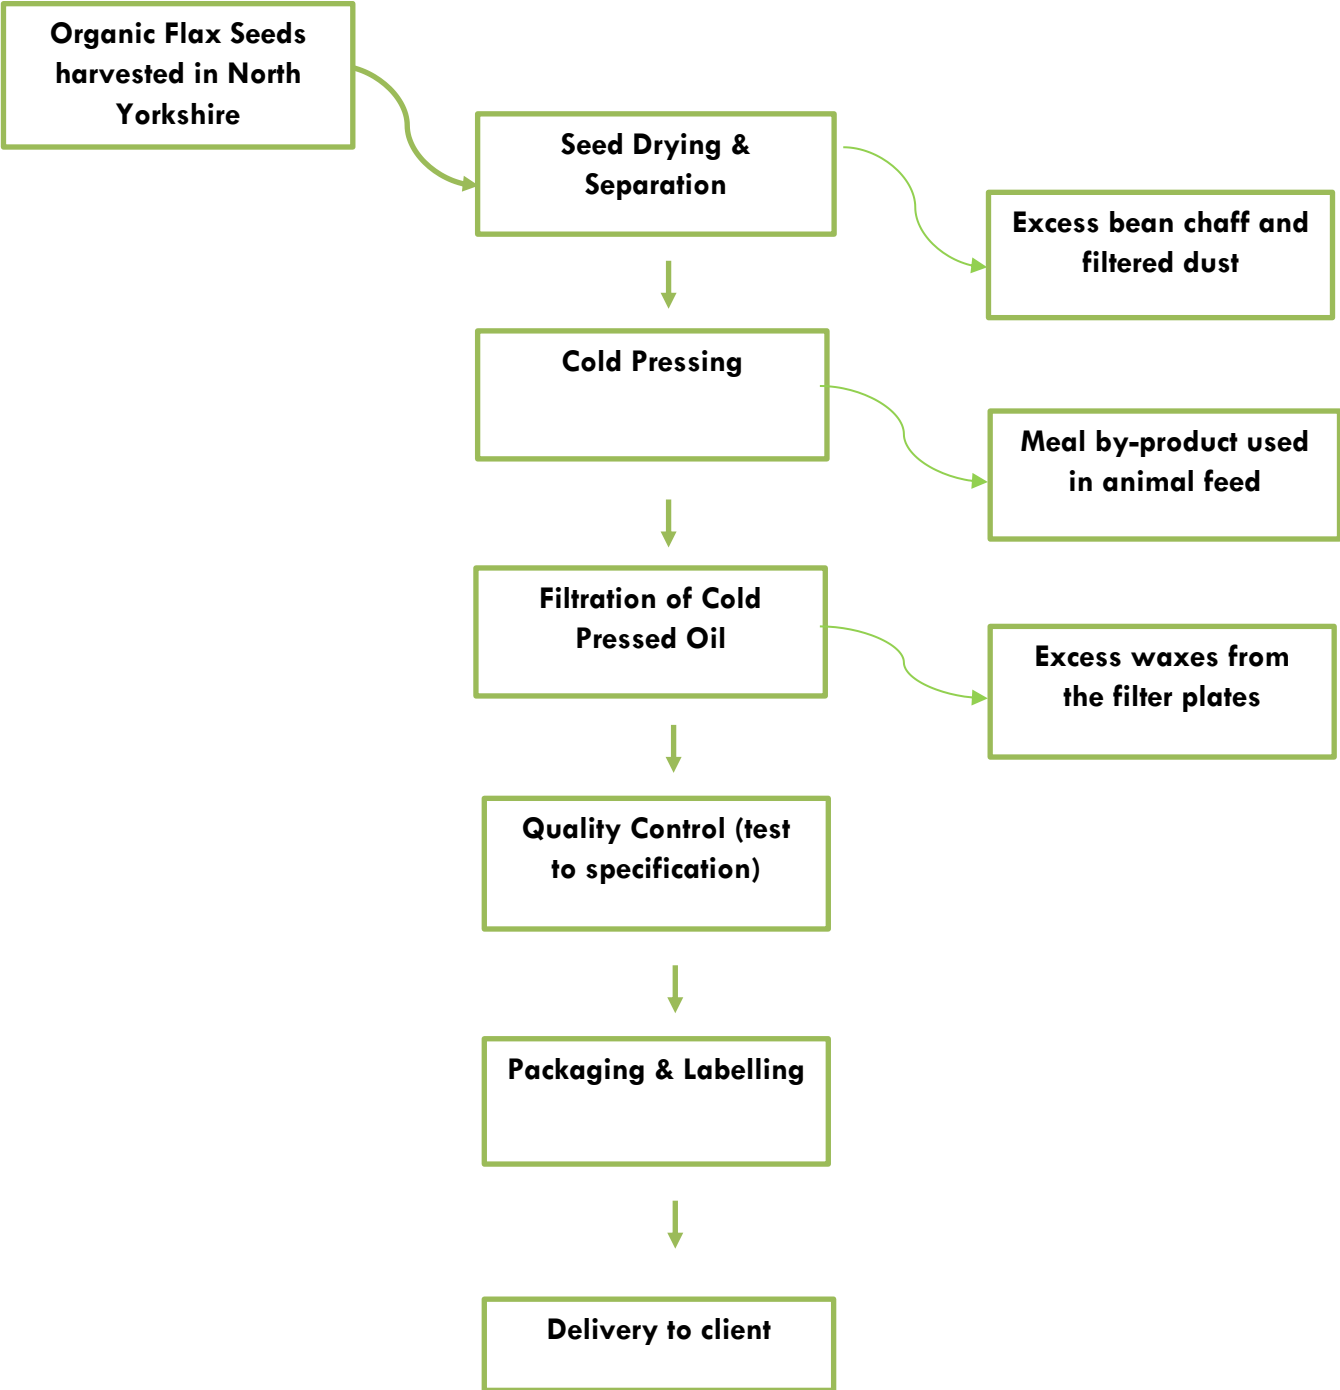 Organic Flax Seeds
harvested in North
Yorkshire
Seed Drying &
Separation
Excess bean chaff and
filtered dust
Cold Pressing
Meal by-product used
in animal feed
Filtration of Cold
Pressed Oil
Excess waxes from
the filter plates
Quality Control (test
to specification)
Packaging & Labelling
Delivery to client